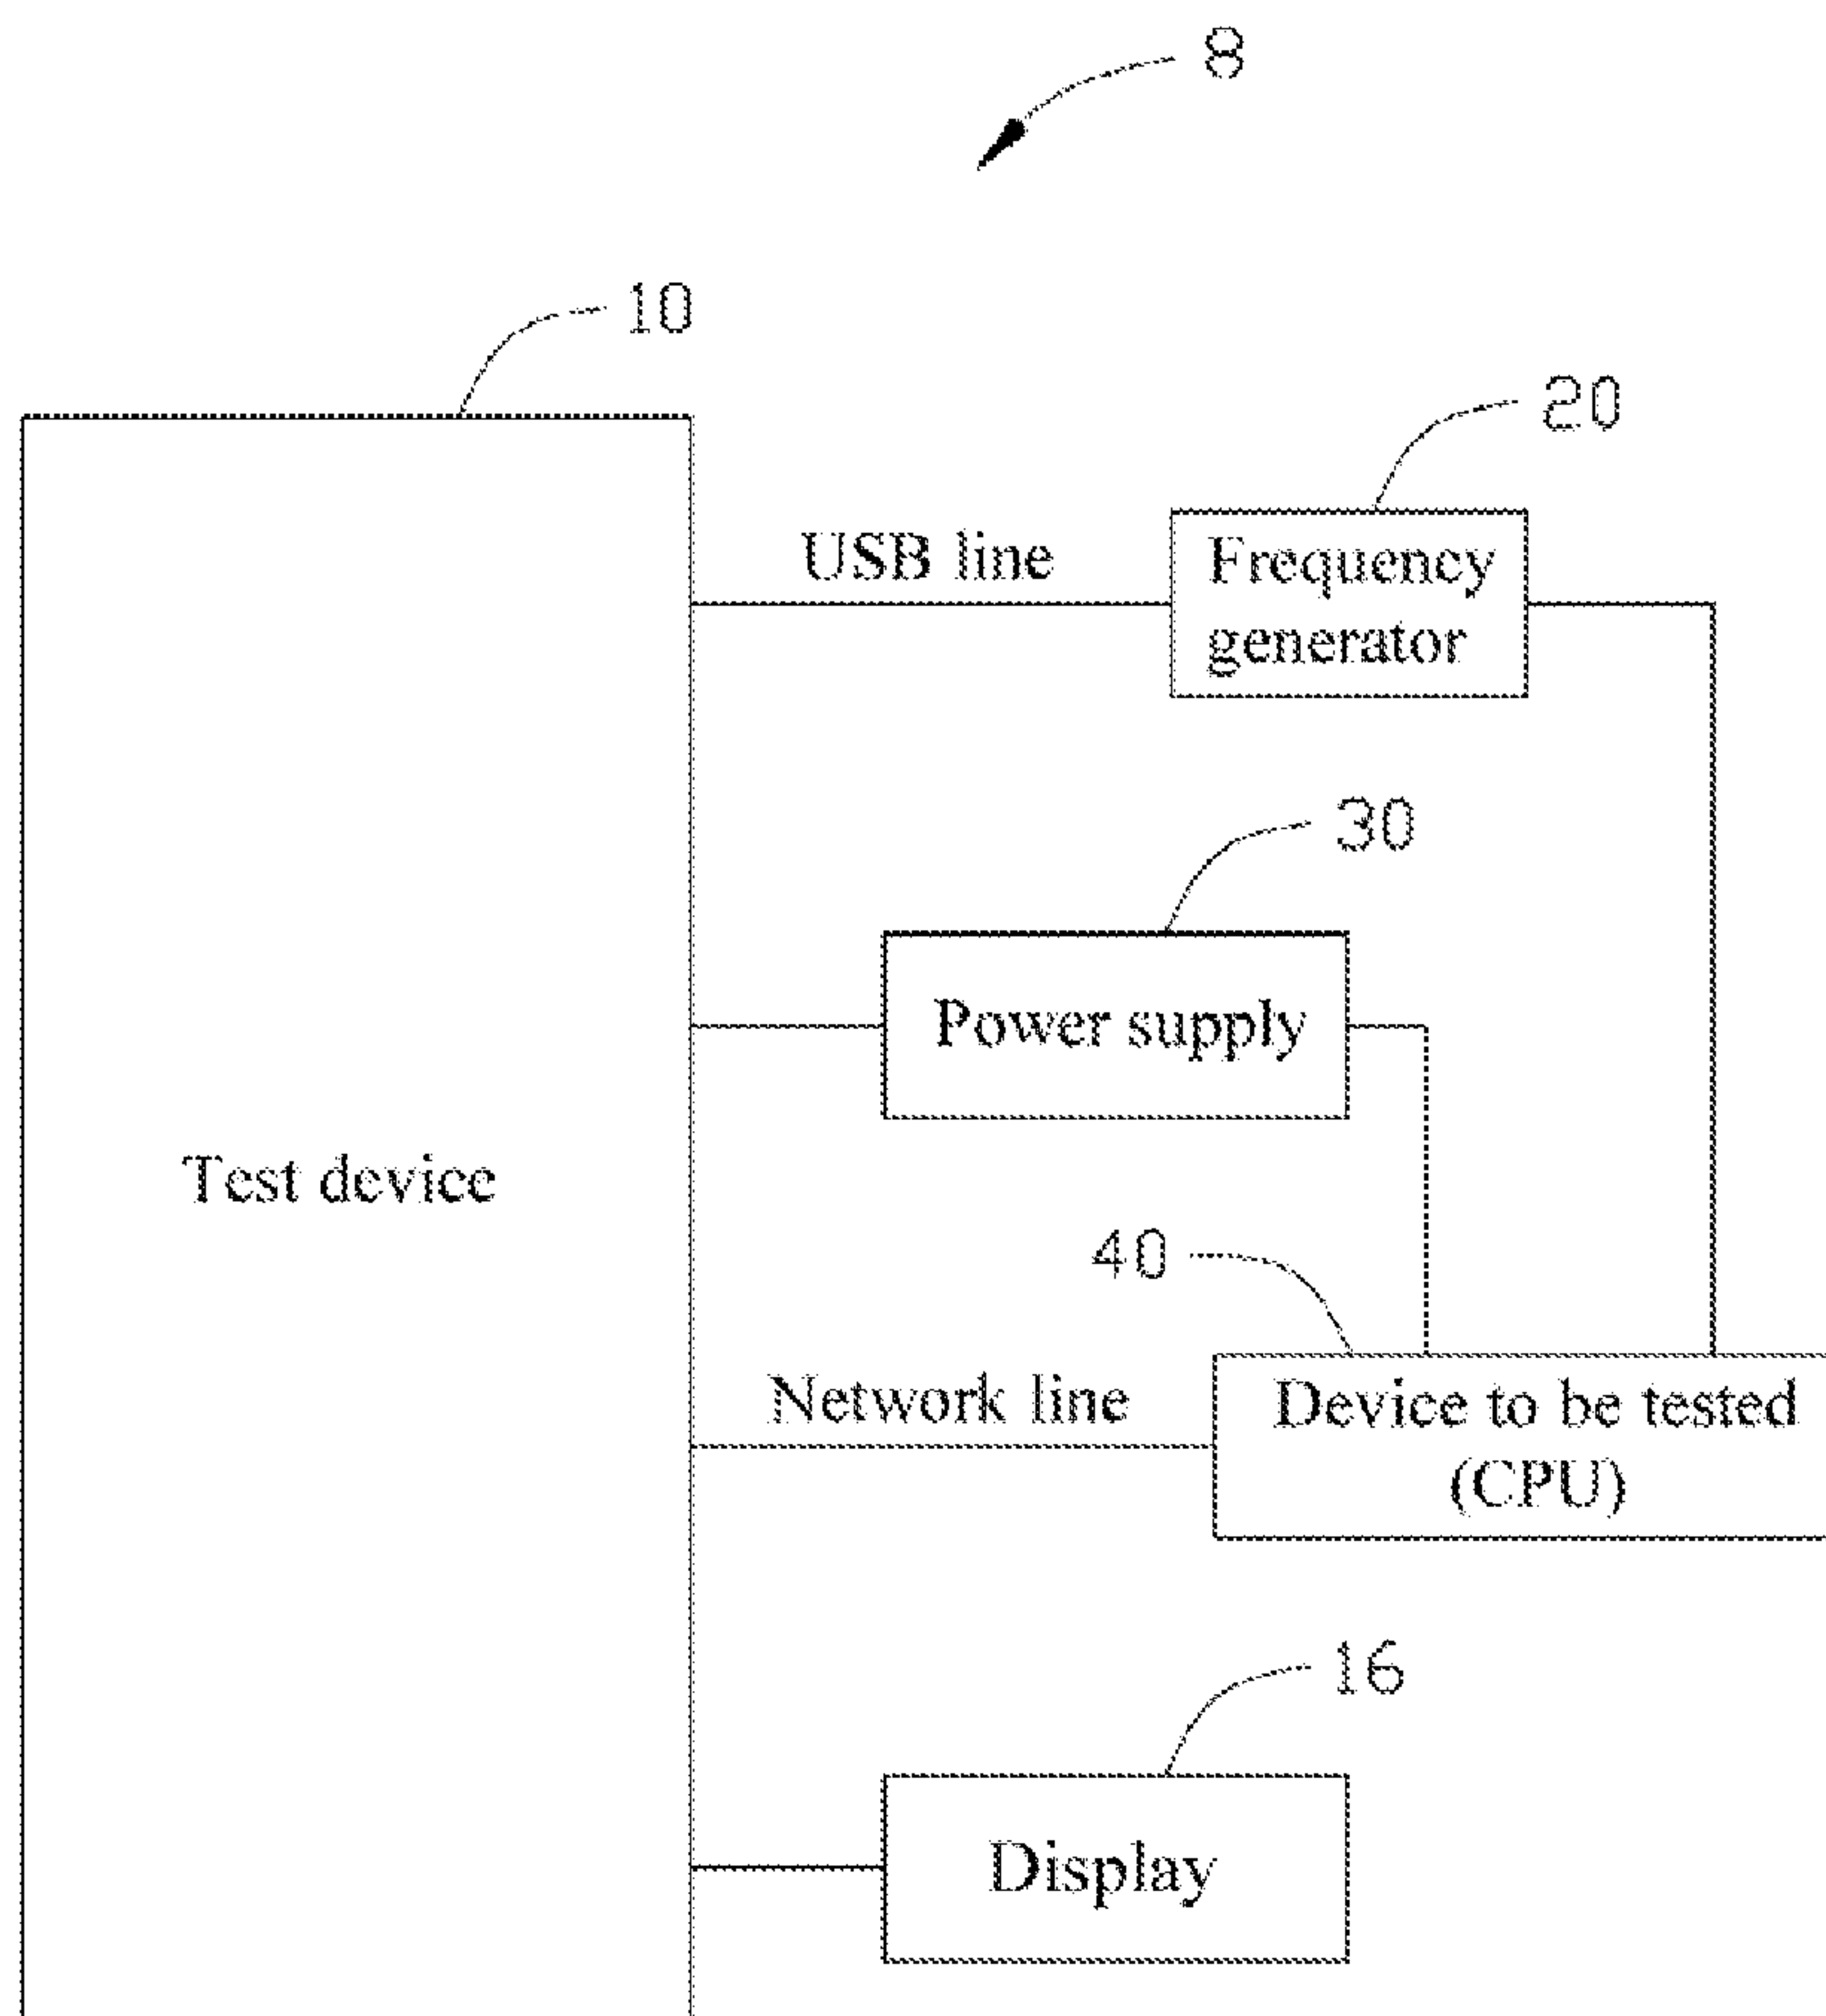 8
10
20
USB line
Frequency
generator
30
Power supply
Test device
40
Network line
Device to be tested
(CPU)
16
Display